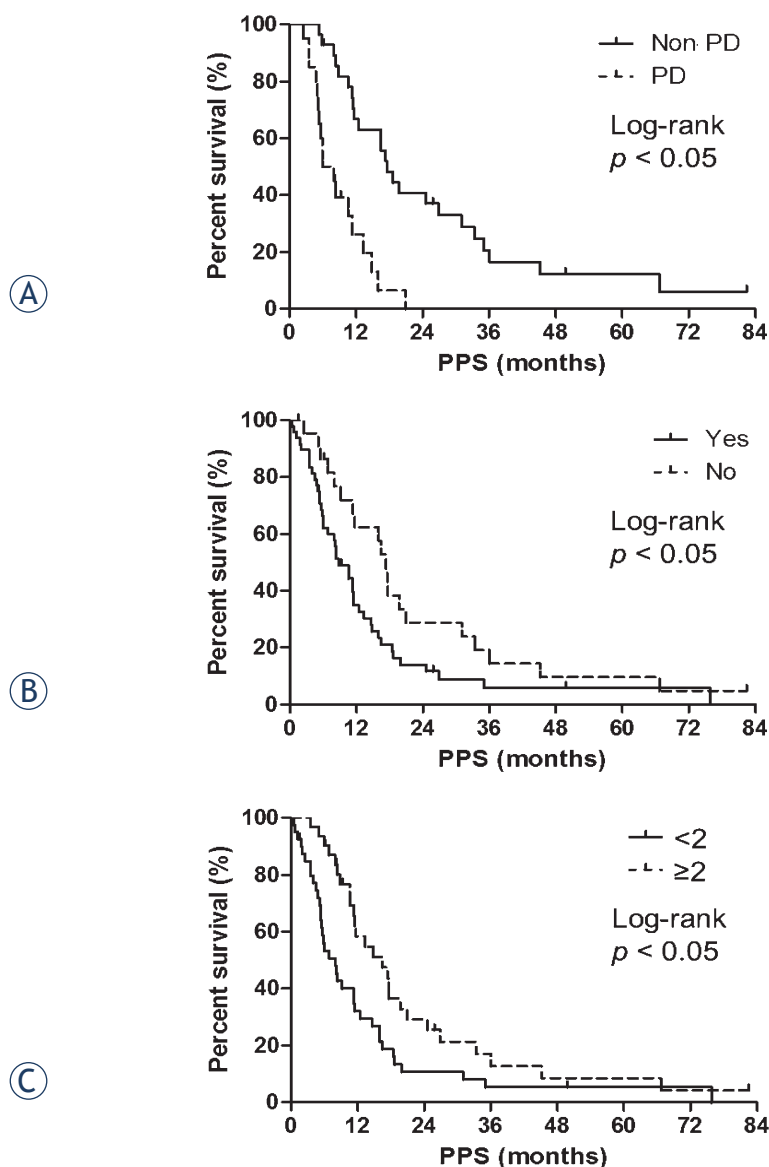 A
Percent survival (%)
100
80
60
40
20
0
0 12 24 36 48 60 72 84
PPS (months)
Non-PD
PD
Log-rank
p < 0.05
B
Percent survival (%)
100
80
60
40
20
0
0 12 24 36 48 60 72 84
PPS (months)
Yes
No
Log-rank
p < 0.05
C
Percent survival (%)
100
80
60
40
20
0
0 12 24 36 48 60 72 84
PPS (months)
<2
≥2
Log-rank
p < 0.05